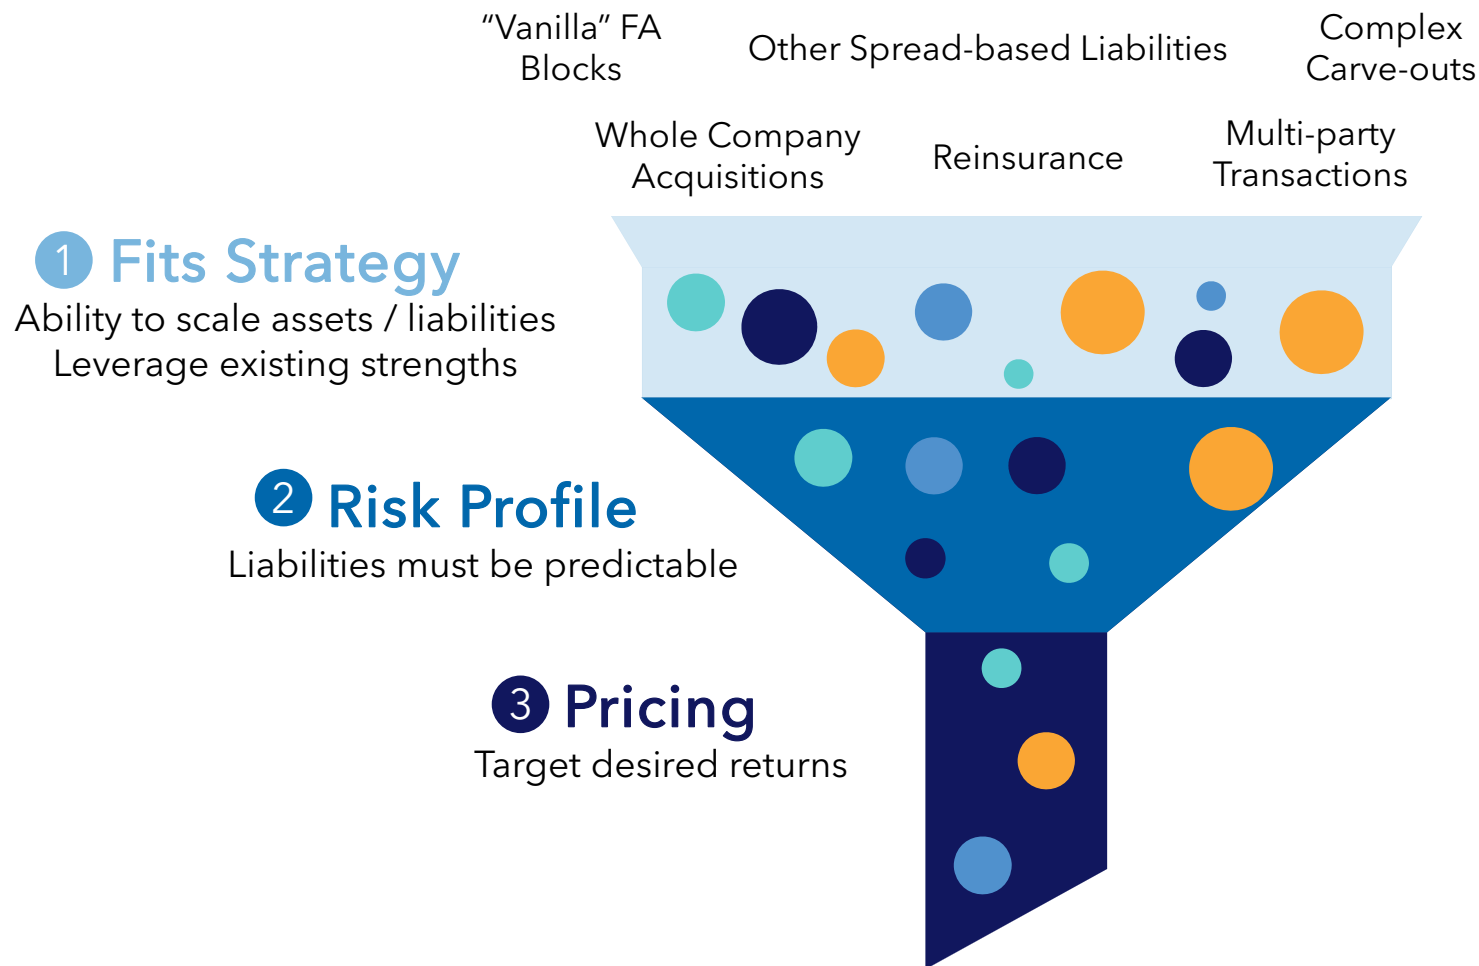 “Vanilla” FA
Blocks
Other Spread-based Liabilities
Complex
Carve-outs
Whole Company
Acquisitions
Reinsurance
Multi-party
Transactions
1 Fits Strategy
Ability to scale assets / liabilities
Leverage existing strengths
2 Risk Profile
Liabilities must be predictable
3 Pricing
Target desired returns